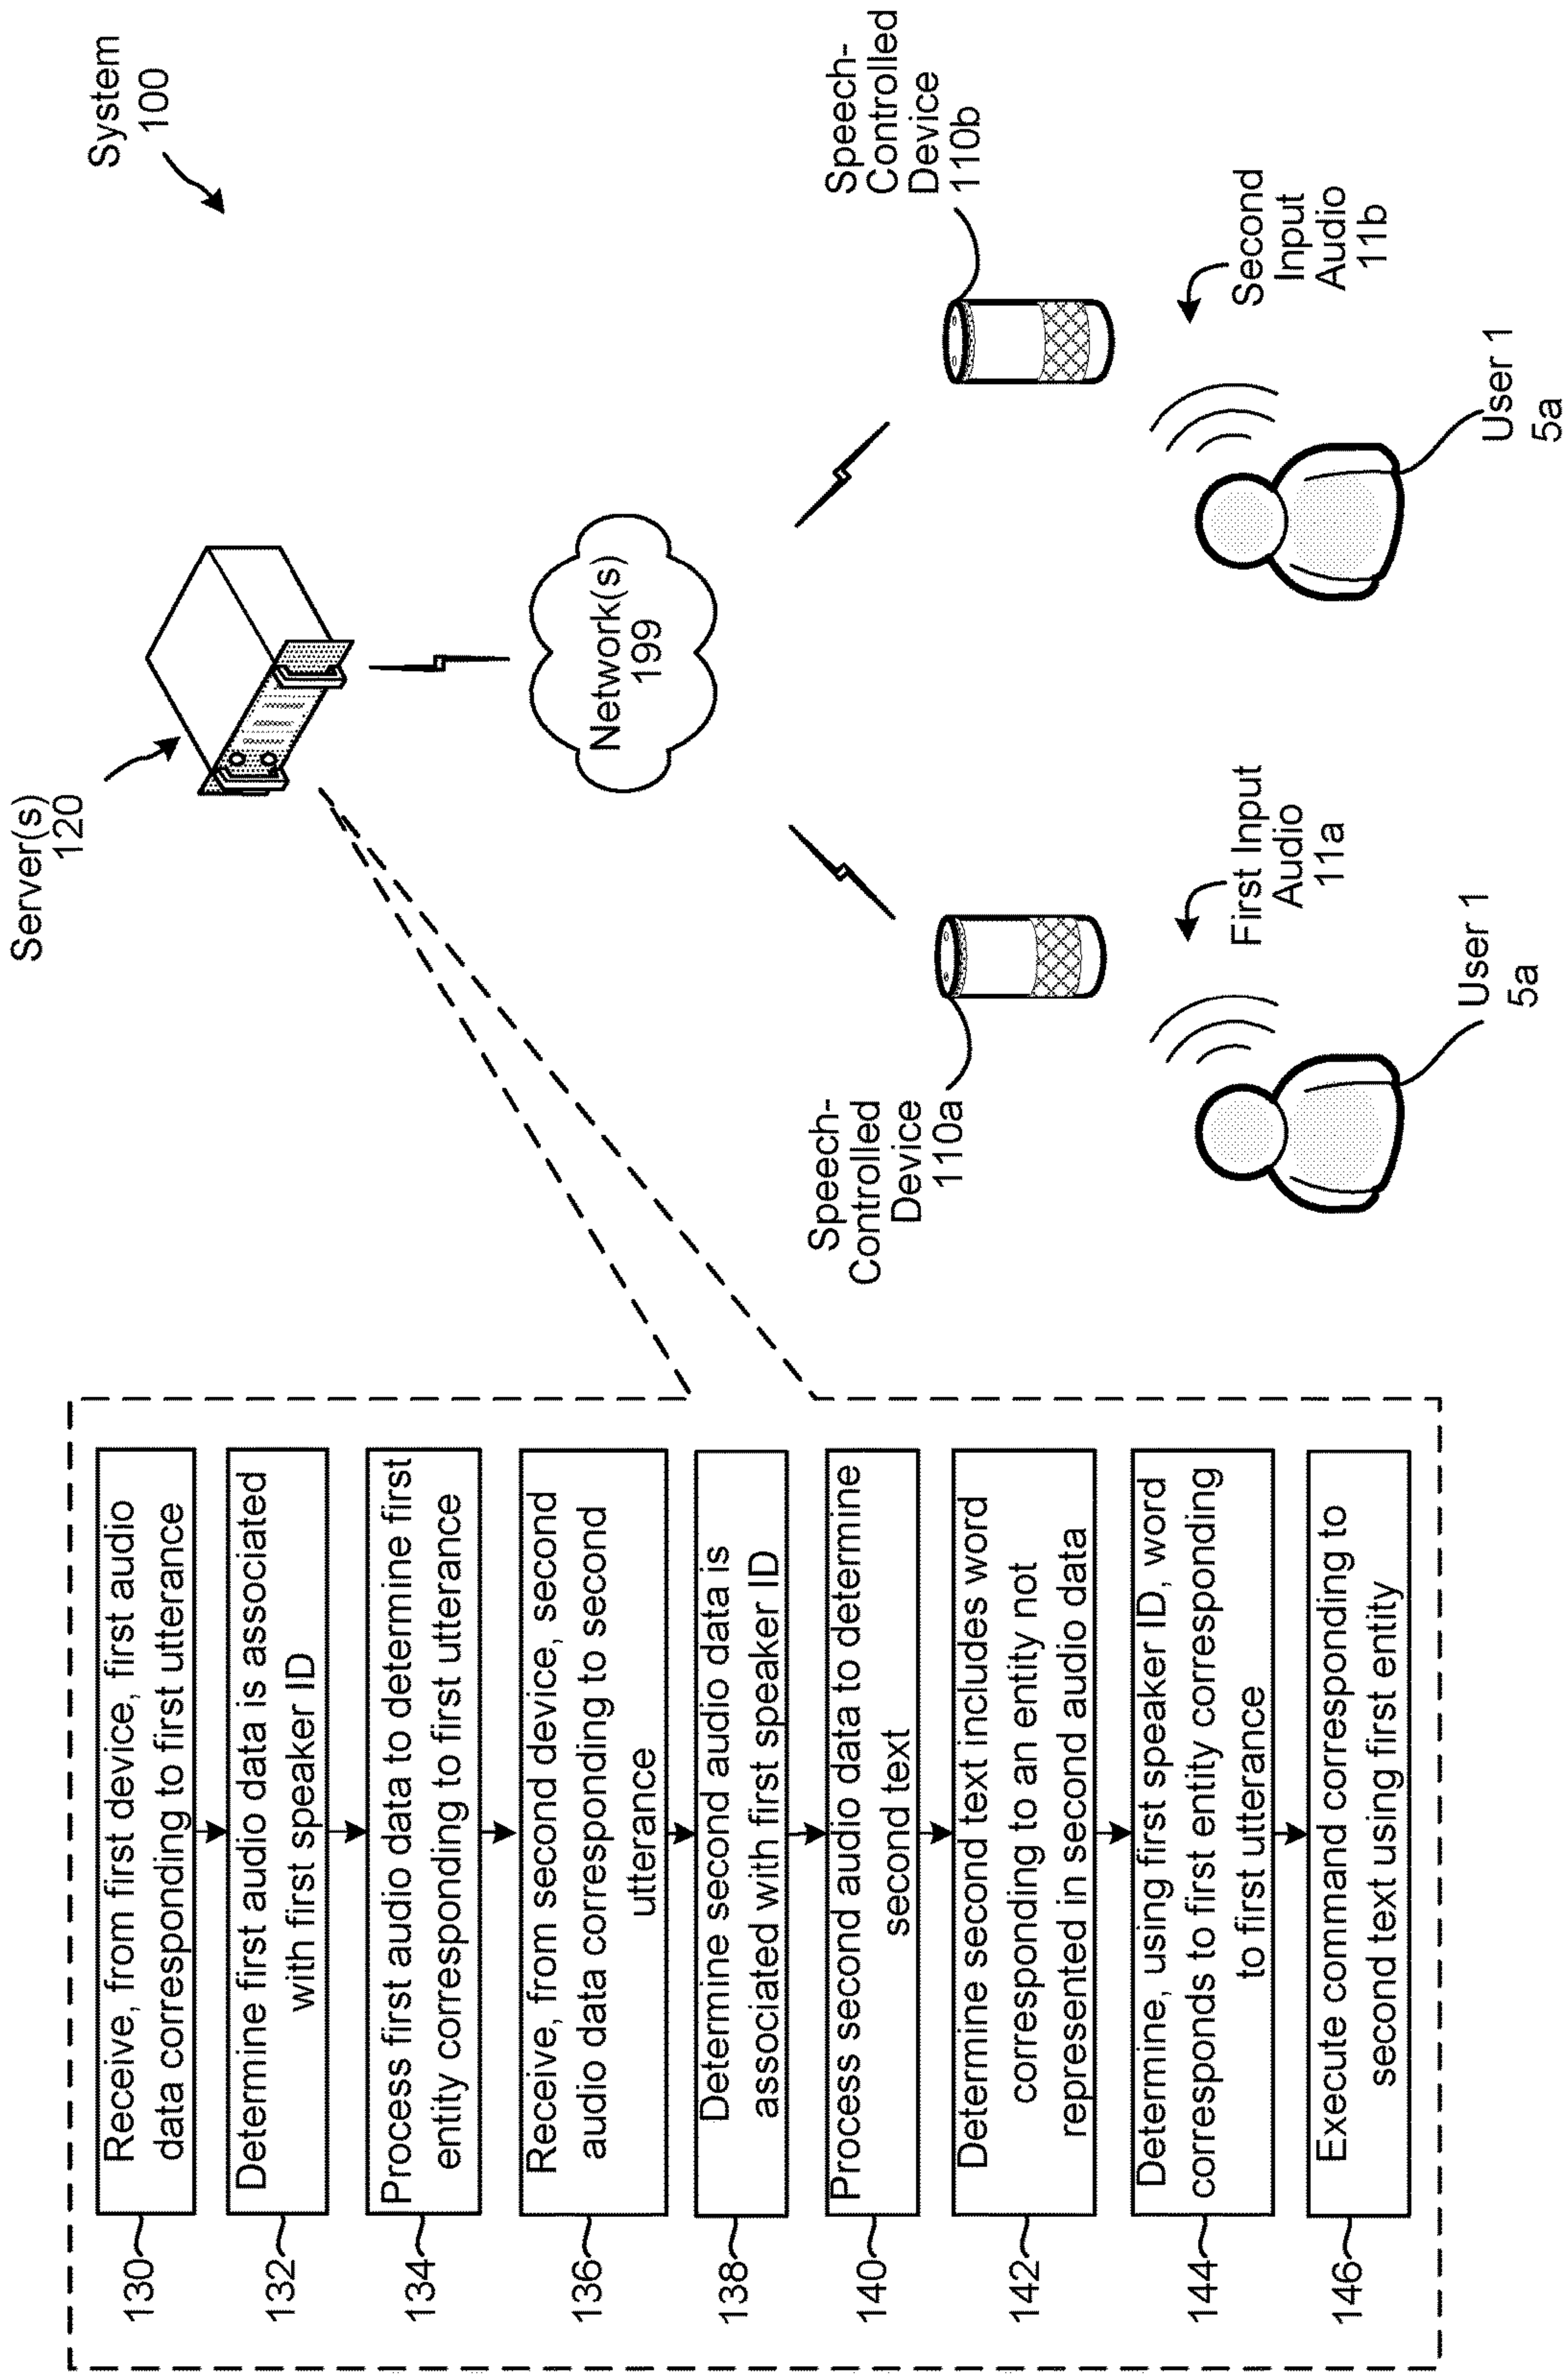 System
100
Server(s)
120
130
Receive, from first device, first audio
data corresponding to first utterance
132
Determine first audio data is associated
with first speaker ID
134
Process first audio data to determine first
entity corresponding to first utterance
136
Receive, from second device, second
audio data corresponding to second
utterance
138
Determine second audio data is
associated with first speaker ID
140
Process second audio data to determine
second text
142
Determine second text includes word
corresponding to an entity not
represented in second audio data
144
Determine, using first speaker ID, word
corresponds to first entity corresponding
to first utterance
146
Execute command corresponding to
second text using first entity
Network(s)
199
Speech-
Controlled
Device
110a
First Input
Audio
11a
User 1
5a
Speech-
Controlled
Device
110b
Second
Input
Audio
11b
User 1
5a